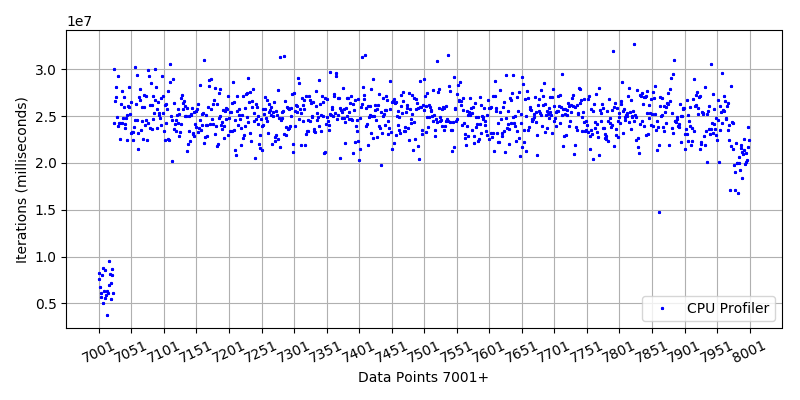 1e7
3.0
2.5
2.0
1.5
1.0
0.5
Iterations (milliseconds)
CPU Profiler
7001 7051 7101 7151 7201 7251 7301 7351 7401 7451 7501 7551 7601 7651 7701 7751 7801 7851 7901 7951 8001
Data Points 7001+